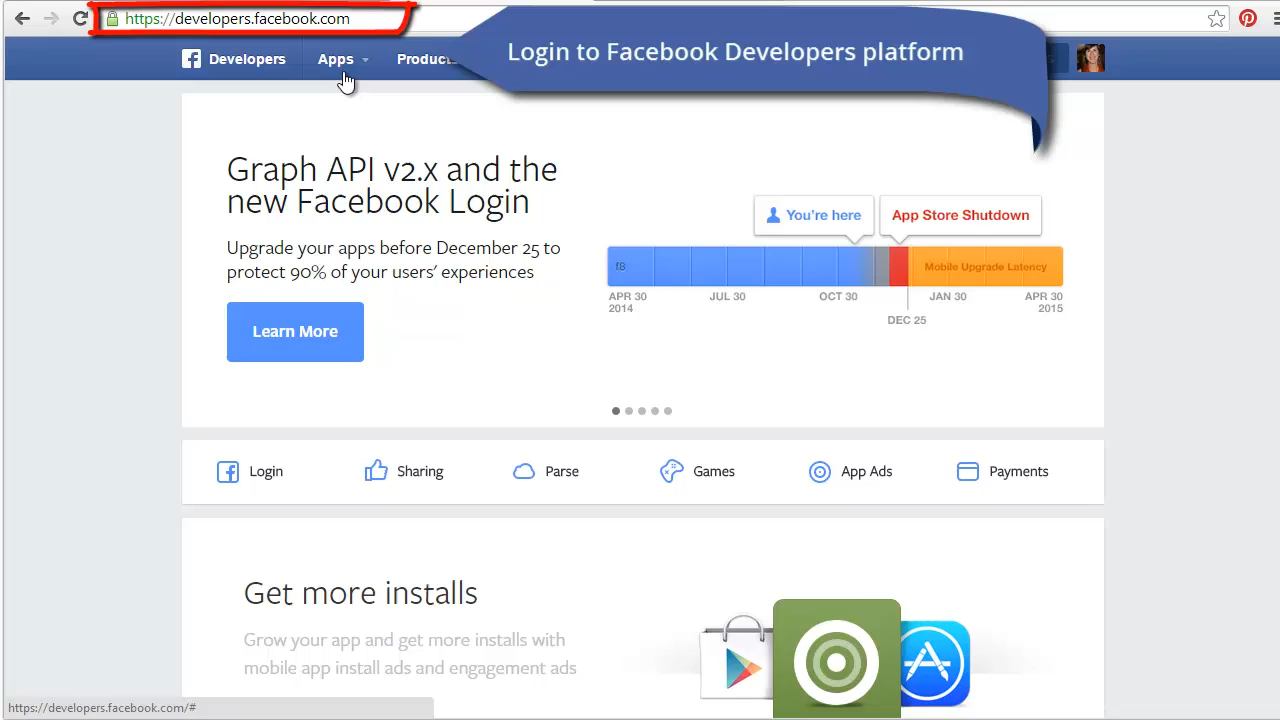 https://developers.facebook.com
Login to Facebook Developers platform
Developers Apps
Graph API v2.x and the
new Facebook Login
Upgrade your apps before December 25 to
protect 90% of your users' experiences
Learn More
You're here
App Store Shutdown
f8
Mobile Upgrade Latency
APR 30
2014
JUL 30
OCT 30
DEC 25
JAN 30
APR 30
2015
Login
Sharing
Parse
Games
App Ads
Payments
Get more installs
Grow your app and get more installs with
mobile app install ads and engagement ads
https://developers.facebook.com/#